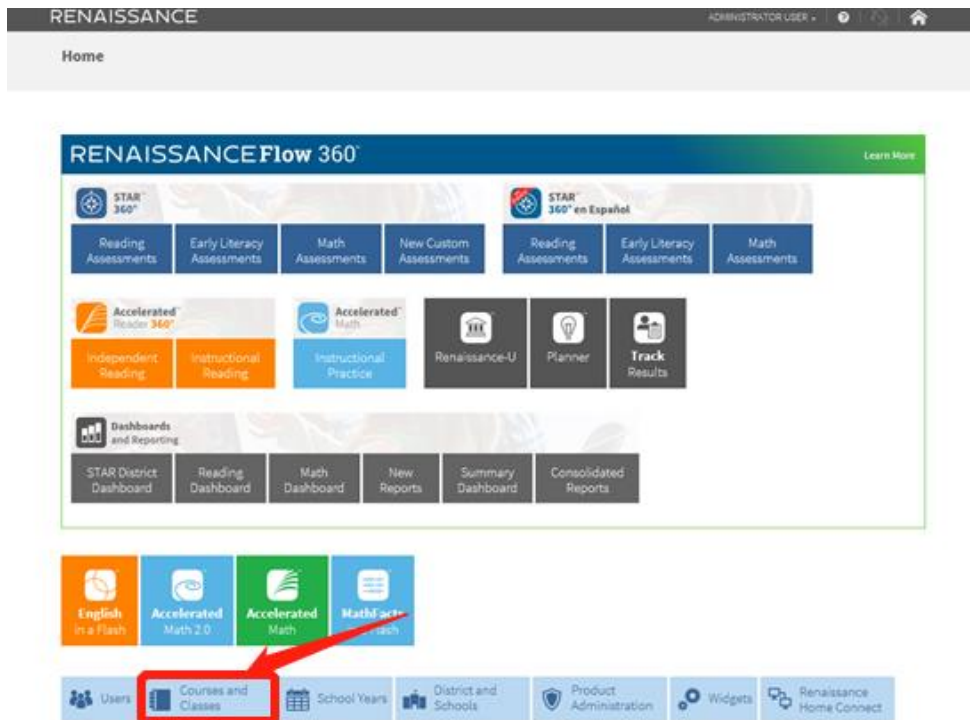 RENAISSANCE
ADMINISTRATOR USER
Home
RENAISSANCE Flow 360°
Learn More
STAR™
360°
STAR™
360° en Español
Reading
Assessments
Early Literacy
Assessments
Math
Assessments
New Custom
Assessments
Reading
Assessments
Early Literacy
Assessments
Math
Assessments
Accelerated
Reader 360°
Accelerated
Math
Independent
Reading
Instructional
Reading
Instructional
Practice
Renaissance-U
Planner
Track
Results
Dashboards
and Reporting
STAR District
Dashboard
Reading
Dashboard
Math
Dashboard
New
Reports
Summary
Dashboard
Consolidated
Reports
English
in a Flash
Accelerated
Math 2.0
Accelerated
Math
MathFacts
Users
Courses and
Classes
School Years
District and
Schools
Product
Administration
Widgets
Renaissance
Home Connect